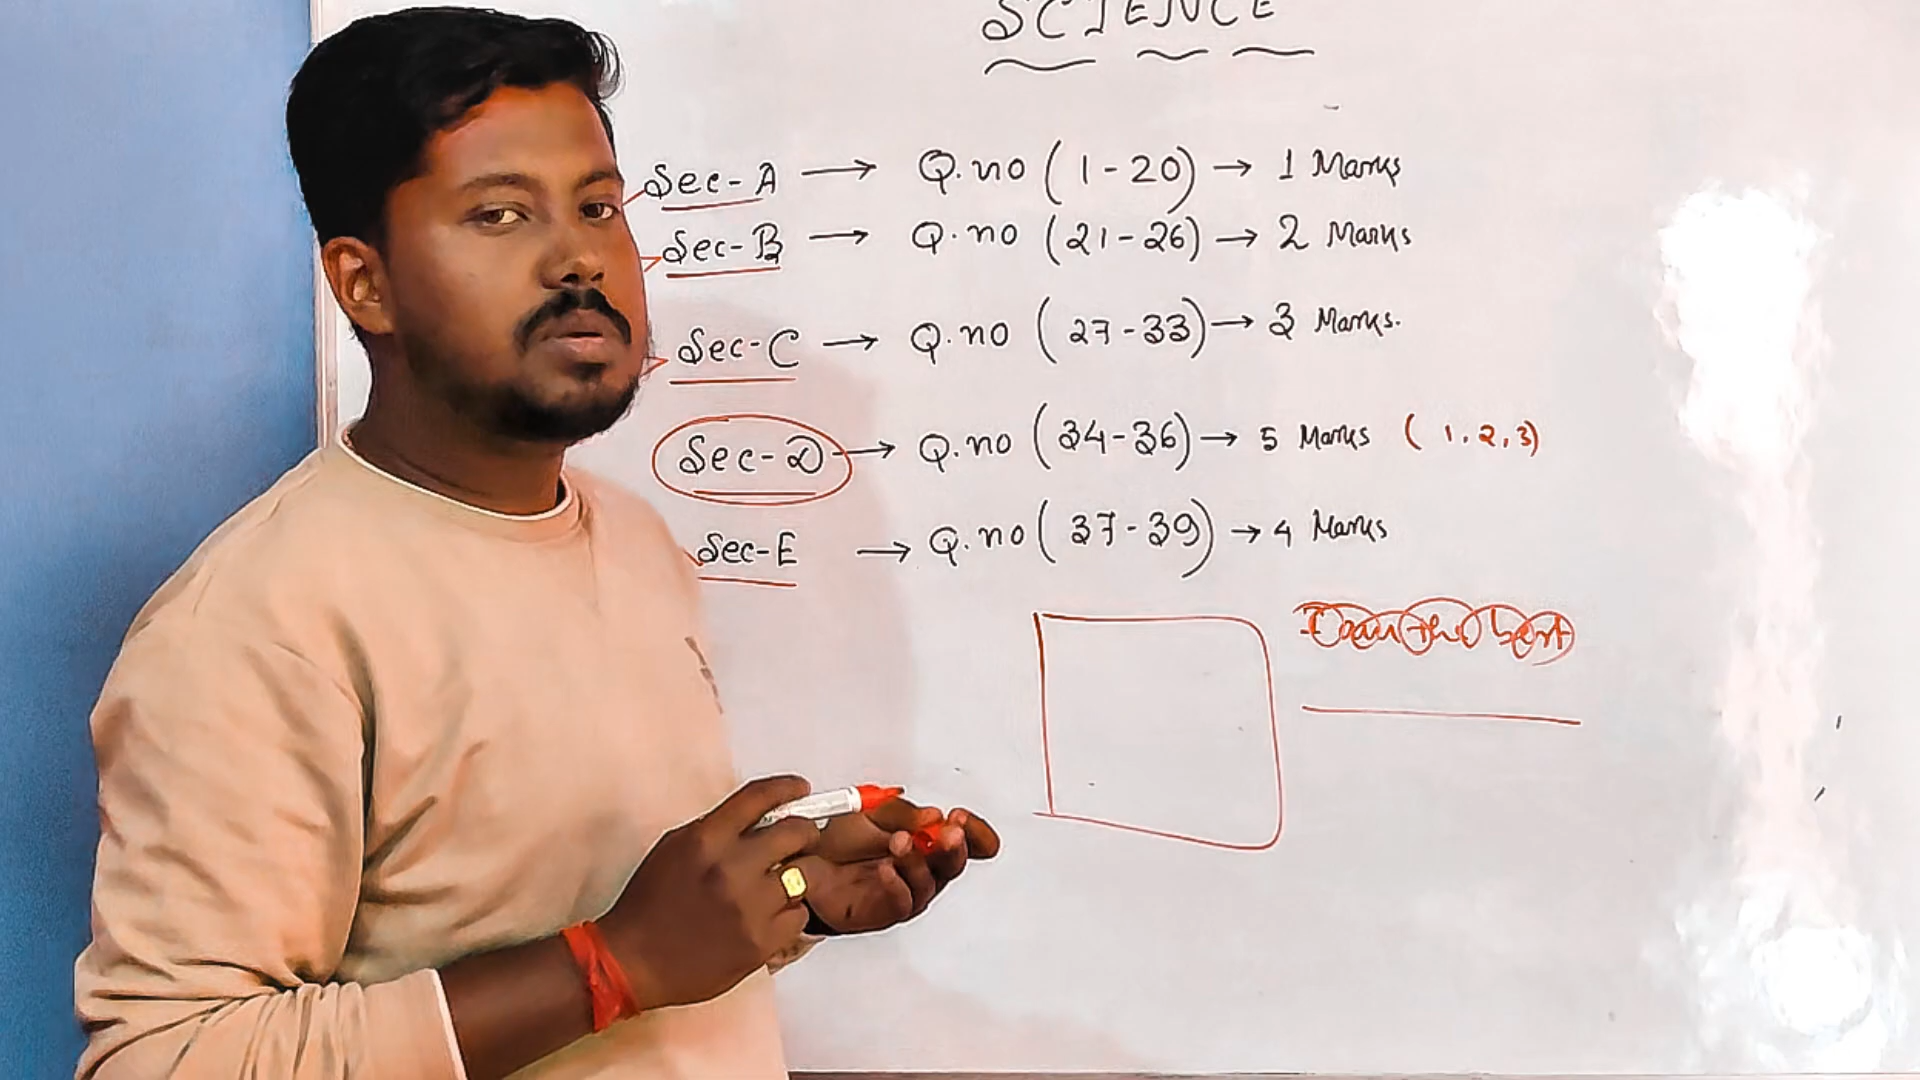 SCIENCE
Sec-A → Q.no (1-20) → 1 Marks
Sec-B → Q.no (21-26) → 2 Marks
Sec-C → Q.no (27-33) → 3 Marks.
Sec-D → Q.no (34-36) → 5 Marks (1,2,3)
Sec-E → Q.no (37-39) → 4 Marks
the best